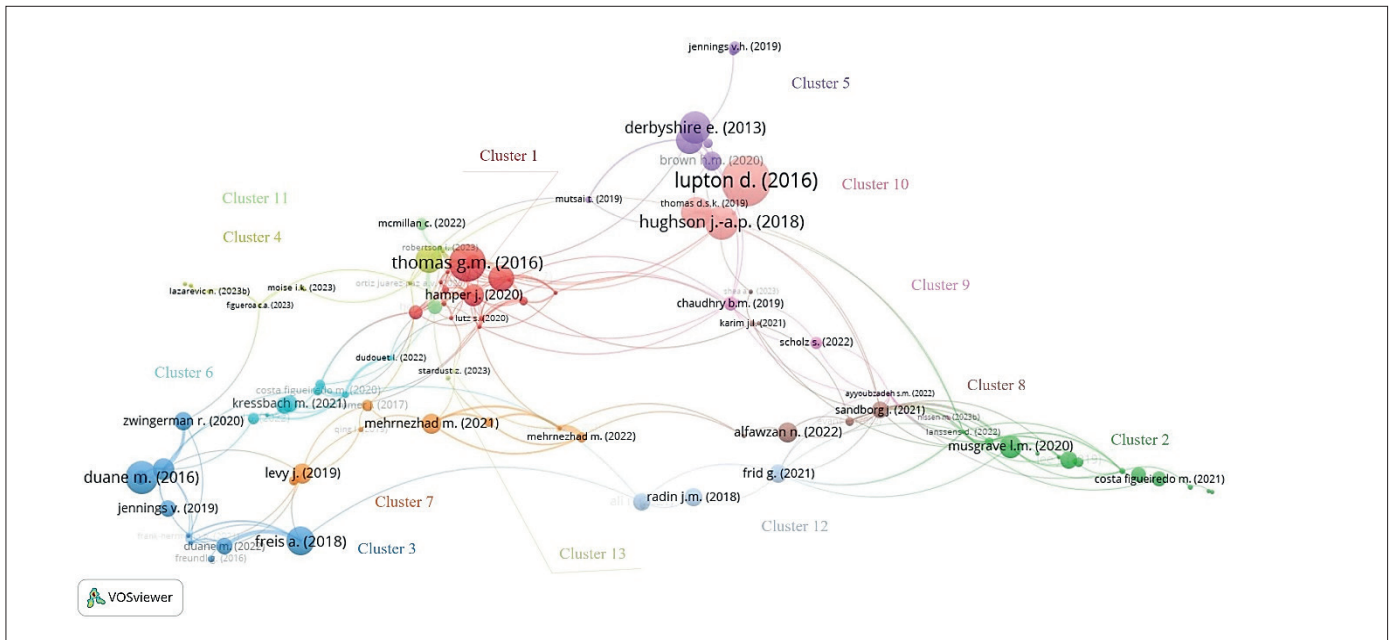 jennings v.h. (2019)
Cluster 5
derbyshire e. (2013)
Cluster 1
brown h.m. (2020)
lupton d. (2016)
Cluster 10
Cluster 11
mutsai t. (2019)
thomas d.s.k. (2019)
mcmillan c. (2022)
hughson j.-a.p. (2018)
Cluster 4
thomas g.m. (2016)
lazarevic n. (2023b)
moise i.k. (2023)
hamper j. (2020)
Cluster 9
figueroa c.a. (2023)
chaudhry b.m. (2019)
lutz s. (2020)
karim j.l. (2021)
scholz s. (2022)
dudouet l. (2022)
Cluster 6
stardust z. (2023)
costa figueiredo m. (2020)
ayyoubzadeh s.m. (2022)
Cluster 8
kressbach m. (2021)
sandborg j. (2021)
nissen m. (2023b)
zwingerman r. (2020)
mehrnezhad m. (2021)
mehrnezhad m. (2022)
alfawzan n. (2022)
lanssens d. (2022)
musgrave l.m. (2020)
Cluster 2
duane m. (2016)
levy j. (2019)
frid g. (2021)
costa figueiredo m. (2021)
jennings v. (2019)
Cluster 7
radin j.m. (2018)
Cluster 12
duane m. (2022)
freis a. (2018)
Cluster 3
Cluster 13
VOSviewer